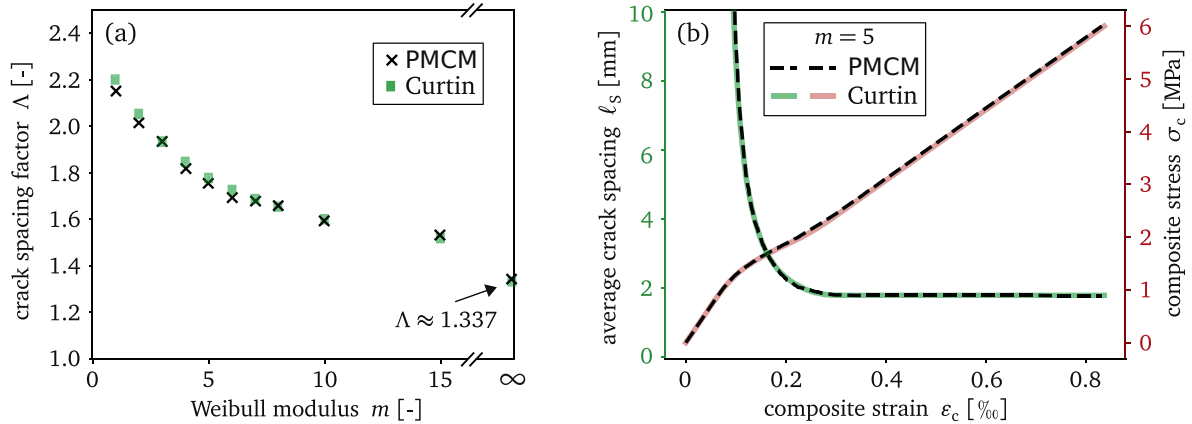 (a)
PMCM
Curtin
Λ ≈ 1.337
2.4
2.2
2.0
1.8
1.6
1.4
1.2
1.0
crack spacing factor Λ [-]
0 5 10 15 ∞
Weibull modulus m [-]
(b)
m = 5
PMCM
Curtin
10
8
6
4
2
0
average crack spacing ℓS [mm]
6
5
4
3
2
1
0
composite stress σc [MPa]
0 0.2 0.4 0.6 0.8
composite strain εc [‰]